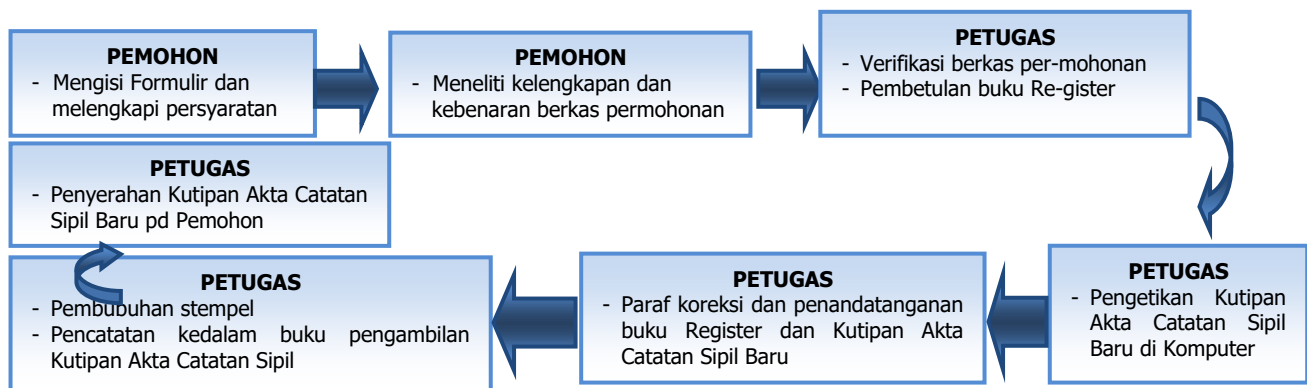 PEMOHON
- Mengisi Formulir dan
melengkapi persyaratan
PEMOHON
- Meneliti kelengkapan dan
kebenaran berkas permohonan
PETUGAS
- Verifikasi berkas per-mohonan
- Pembetulan buku Re-gister
PETUGAS
- Pengetikan Kutipan
Akta Catatan Sipil
Baru di Komputer
PETUGAS
- Paraf koreksi dan penandatanganan
buku Register dan Kutipan Akta
Catatan Sipil Baru
PETUGAS
- Pembubuhan stempel
- Pencatatan kedalam buku pengambilan
Kutipan Akta Catatan Sipil
PETUGAS
- Penyerahan Kutipan Akta Catatan
Sipil Baru pd Pemohon